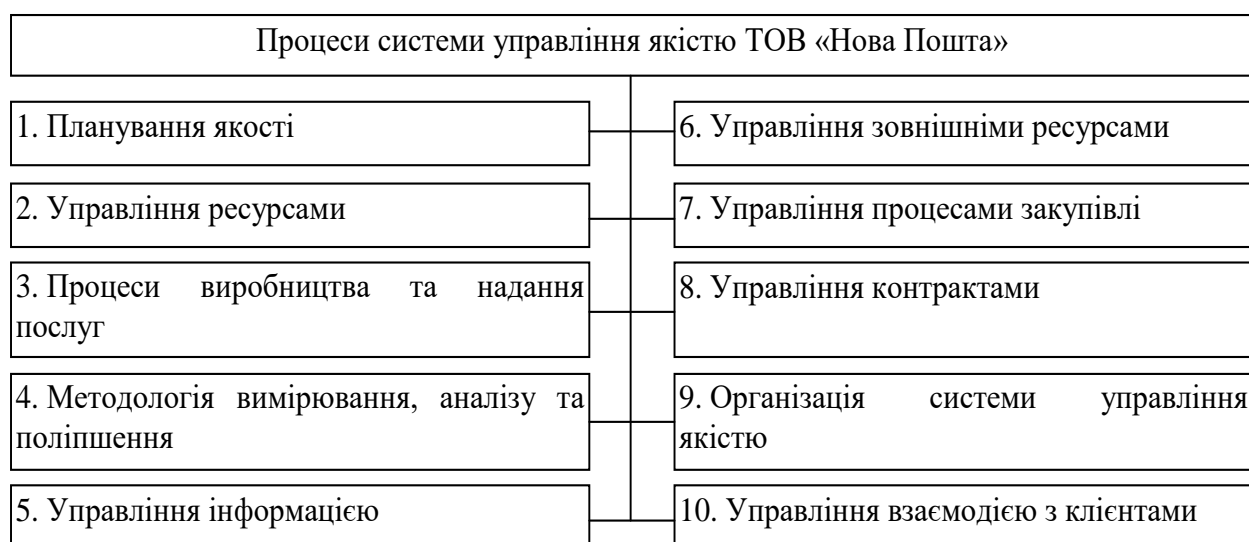 Процеси системи управління якістю ТОВ «Нова Пошта»
1. Планування якості
2. Управління ресурсами
3. Процеси виробництва та надання
послуг
4. Методологія вимірювання, аналізу та
поліпшення
5. Управління інформацією
6. Управління зовнішніми ресурсами
7. Управління процесами закупівлі
8. Управління контрактами
9. Організація системи управління
якістю
10. Управління взаємодією з клієнтами